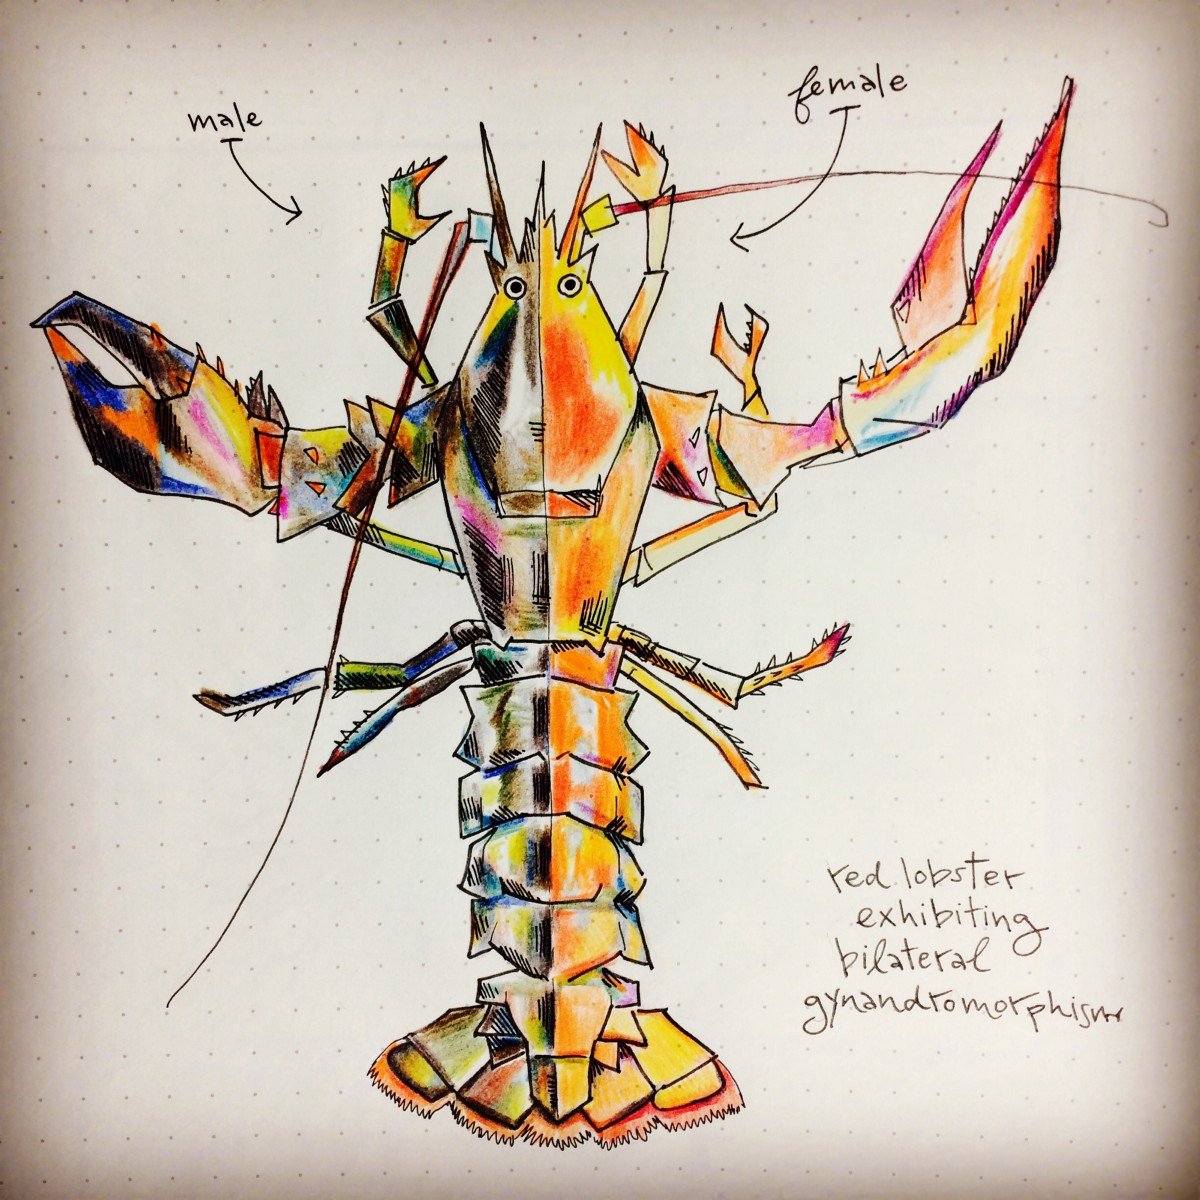 male
female
red lobster
exhibiting
bilateral
gynandromorphism